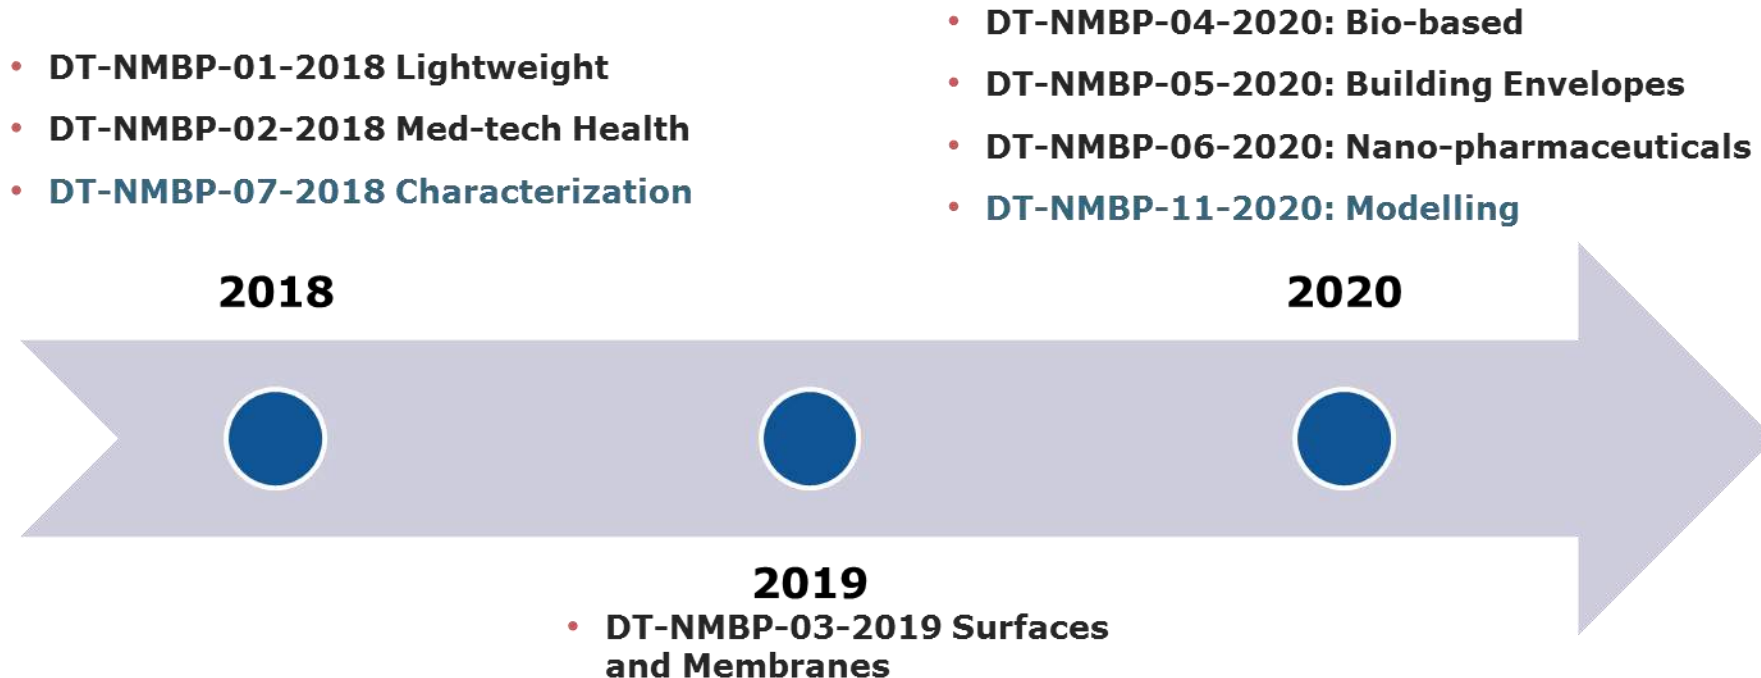 • DT-NMBP-01-2018 Lightweight
• DT-NMBP-02-2018 Med-tech Health
• DT-NMBP-07-2018 Characterization
2018
• DT-NMBP-04-2020: Bio-based
• DT-NMBP-05-2020: Building Envelopes
• DT-NMBP-06-2020: Nano-pharmaceuticals
• DT-NMBP-11-2020: Modelling
2020
2019
• DT-NMBP-03-2019 Surfaces
and Membranes